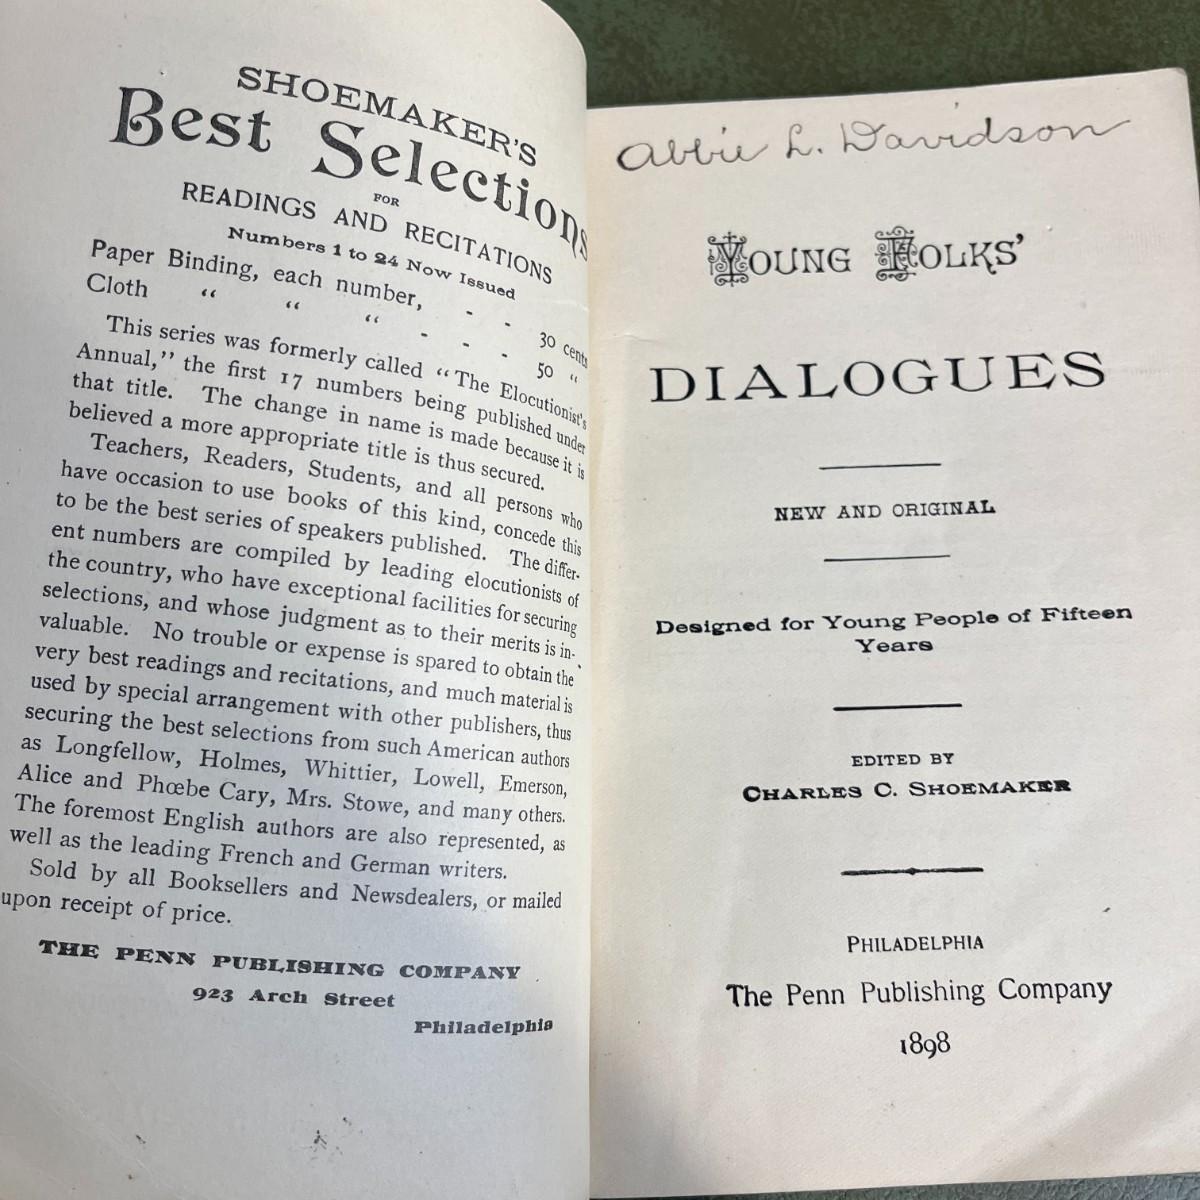 SHOEMAKER'S
Best Selections
FOR
READINGS AND RECITATIONS
Numbers 1 to 24 Now Issued
Paper Binding, each number, - - 30 cents
Cloth " " " - - - 50 "
This series was formerly called "The Elocutionist's
Annual," the first 17 numbers being published under
that title. The change in name is made because it is
believed a more appropriate title is thus secured.
Teachers, Readers, Students, and all persons who
have occasion to use books of this kind, concede this
to be the best series of speakers published. The differ-
ent numbers are compiled by leading elocutionists of
the country, who have exceptional facilities for securing
selections, and whose judgment as to their merits is in-
valuable. No trouble or expense is spared to obtain the
very best readings and recitations, and much material is
used by special arrangement with other publishers, thus
securing the best selections from such American authors
as Longfellow, Holmes, Whittier, Lowell, Emerson,
Alice and Phœbe Cary, Mrs. Stowe, and many others.
The foremost English authors are also represented, as
well as the leading French and German writers.
Sold by all Booksellers and Newsdealers, or mailed
upon receipt of price.
THE PENN PUBLISHING COMPANY
923 Arch Street
Philadelphia
Abbie L. Davidson
YOUNG FOLKS'
DIALOGUES
NEW AND ORIGINAL
Designed for Young People of Fifteen
Years
EDITED BY
CHARLES C. SHOEMAKER
PHILADELPHIA
The Penn Publishing Company
1898